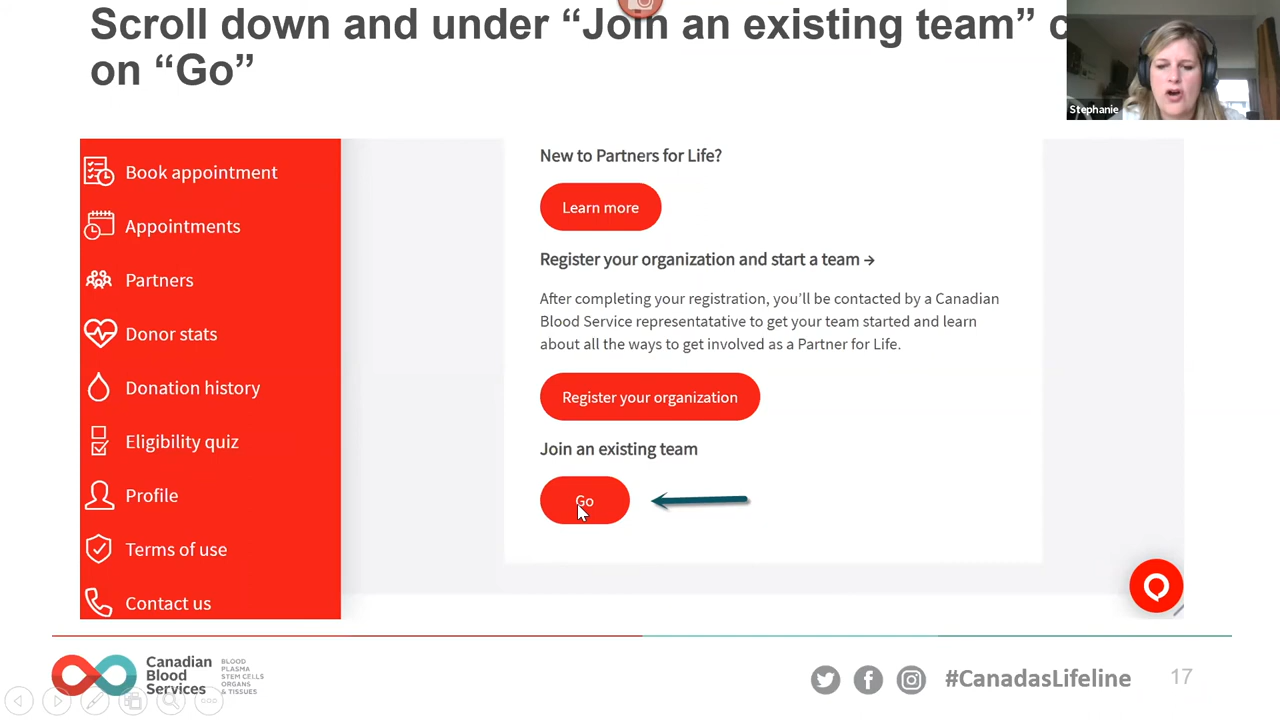 Scroll down and under “Join an existing team” c
on “Go”
Stephanie
Book appointment
Appointments
Partners
Donor stats
Donation history
Eligibility quiz
Profile
Terms of use
Contact us
New to Partners for Life?
Learn more
Register your organization and start a team →
After completing your registration, you’ll be contacted by a Canadian
Blood Service representatative to get your team started and learn
about all the ways to get involved as a Partner for Life.
Register your organization
Join an existing team
Go
Canadian
Blood
Services
BLOOD
PLASMA
STEM CELLS
ORGANS
& TISSUES
#CanadasLifeline
17